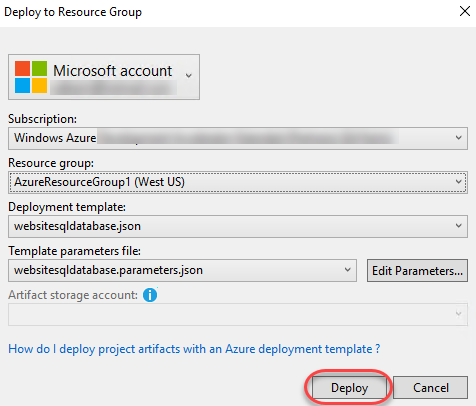 Deploy to Resource Group
Microsoft account
Subscription:
Windows Azure
Resource group:
AzureResourceGroup1 (West US)
Deployment template:
websitesqldatabase.json
Template parameters file:
websitesqldatabase.parameters.json
Edit Parameters...
Artifact storage account:
How do I deploy project artifacts with an Azure deployment template ?
Deploy
Cancel